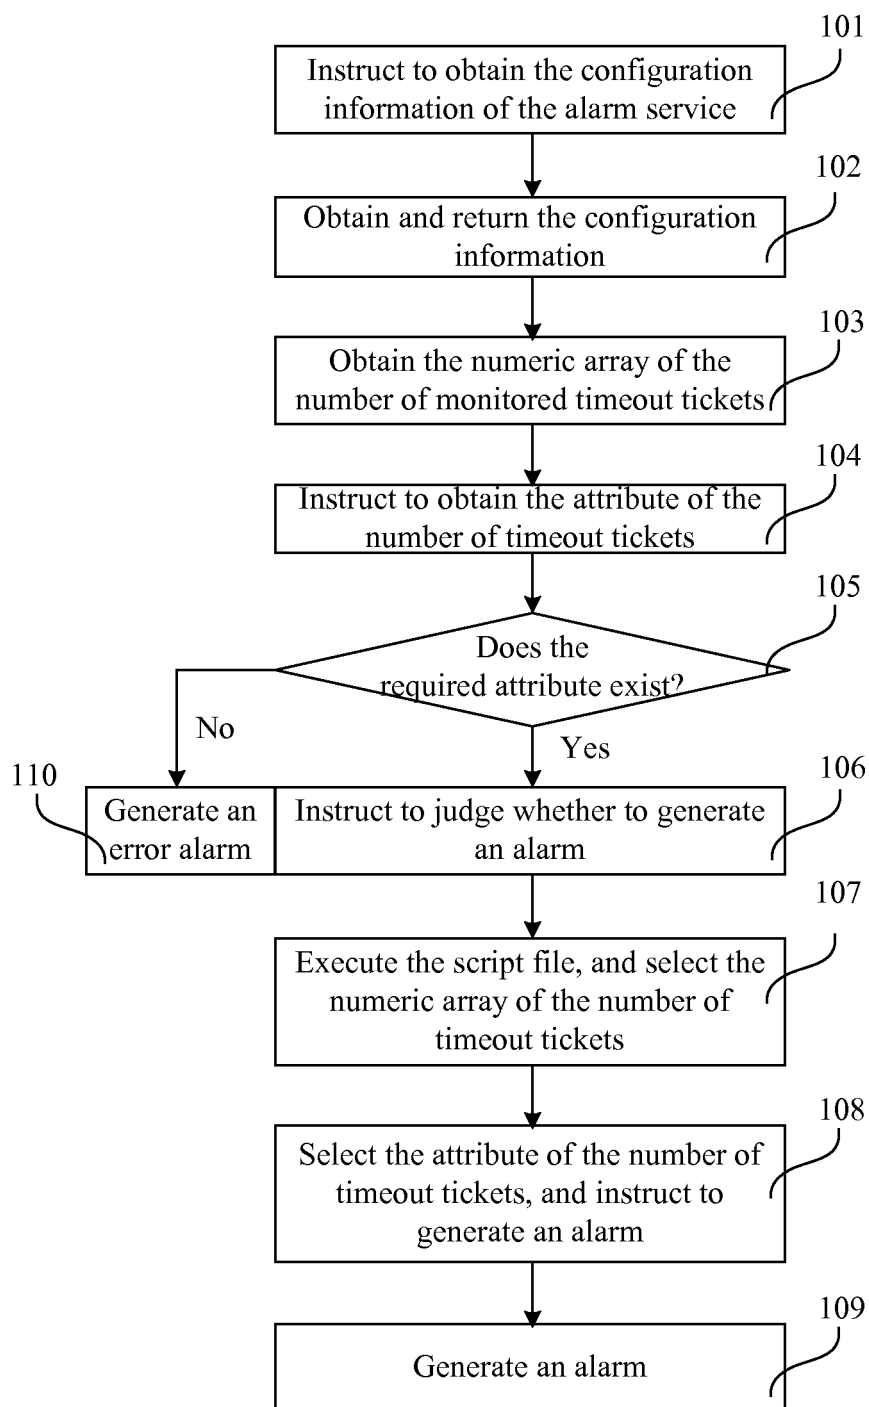 101
Instruct to obtain the configuration
information of the alarm service
102
Obtain and return the configuration
information
103
Obtain the numeric array of the
number of monitored timeout tickets
104
Instruct to obtain the attribute of the
number of timeout tickets
105
Does the
required attribute exist?
No
Yes
110
Generate an
error alarm
106
Instruct to judge whether to generate
an alarm
107
Execute the script file, and select the
numeric array of the number of
timeout tickets
108
Select the attribute of the number of
timeout tickets, and instruct to
generate an alarm
109
Generate an alarm